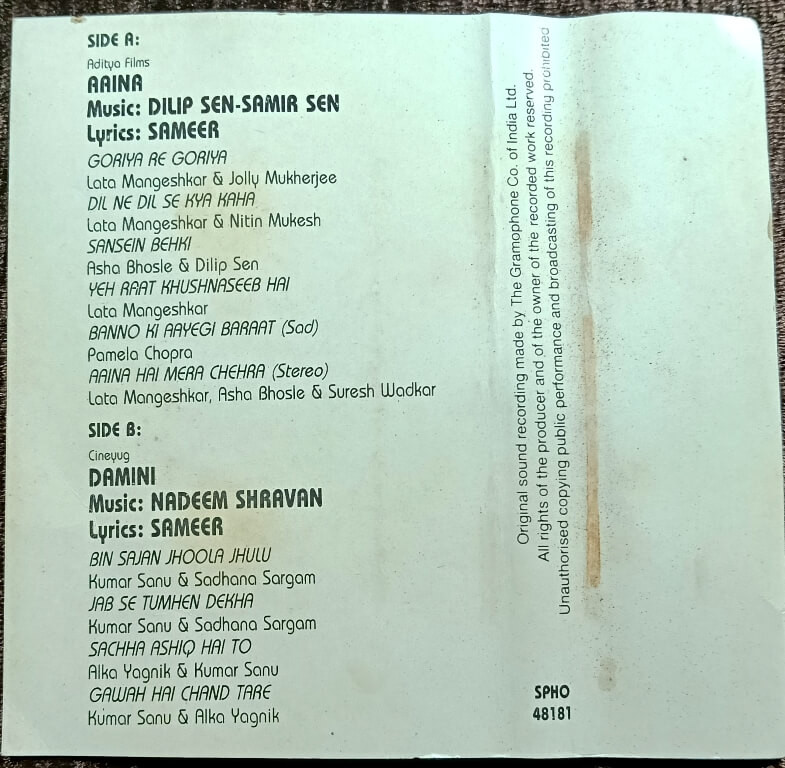 SIDE A:
Aditya Films
AAINA
Music: DILIP SEN-SAMIR SEN
Lyrics: SAMEER
GORIYA RE GORIYA
Lata Mangeshkar & Jolly Mukherjee
DIL NE DIL SE KYA KAHA
Lata Mangeshkar & Nitin Mukesh
SANSEIN BEHKI
Asha Bhosle & Dilip Sen
YEH RAAT KHUSHNASEEB HAI
Lata Mangeshkar
BANNO KI AAYEGI BARAAT (Sad)
Pamela Chopra
AAINA HAI MERA CHEHRA (Stereo)
Lata Mangeshkar, Asha Bhosle & Suresh Wadkar
SIDE B:
Cineyug
DAMINI
Music: NADEEM SHRAVAN
Lyrics: SAMEER
BIN SAJAN JHOOLA JHULU
Kumar Sanu & Sadhana Sargam
JAB SE TUMHEN DEKHA
Kumar Sanu & Sadhana Sargam
SACHHA ASHIQ HAI TO
Alka Yagnik & Kumar Sanu
GAWAH HAI CHAND TARE
Kumar Sanu & Alka Yagnik
Original sound recording made by The Gramophone Co. of India Ltd.
All rights of the producer and of the owner of the recorded work reserved.
Unauthorised copying public performance and broadcasting of this recording prohibited
SPHO
48181